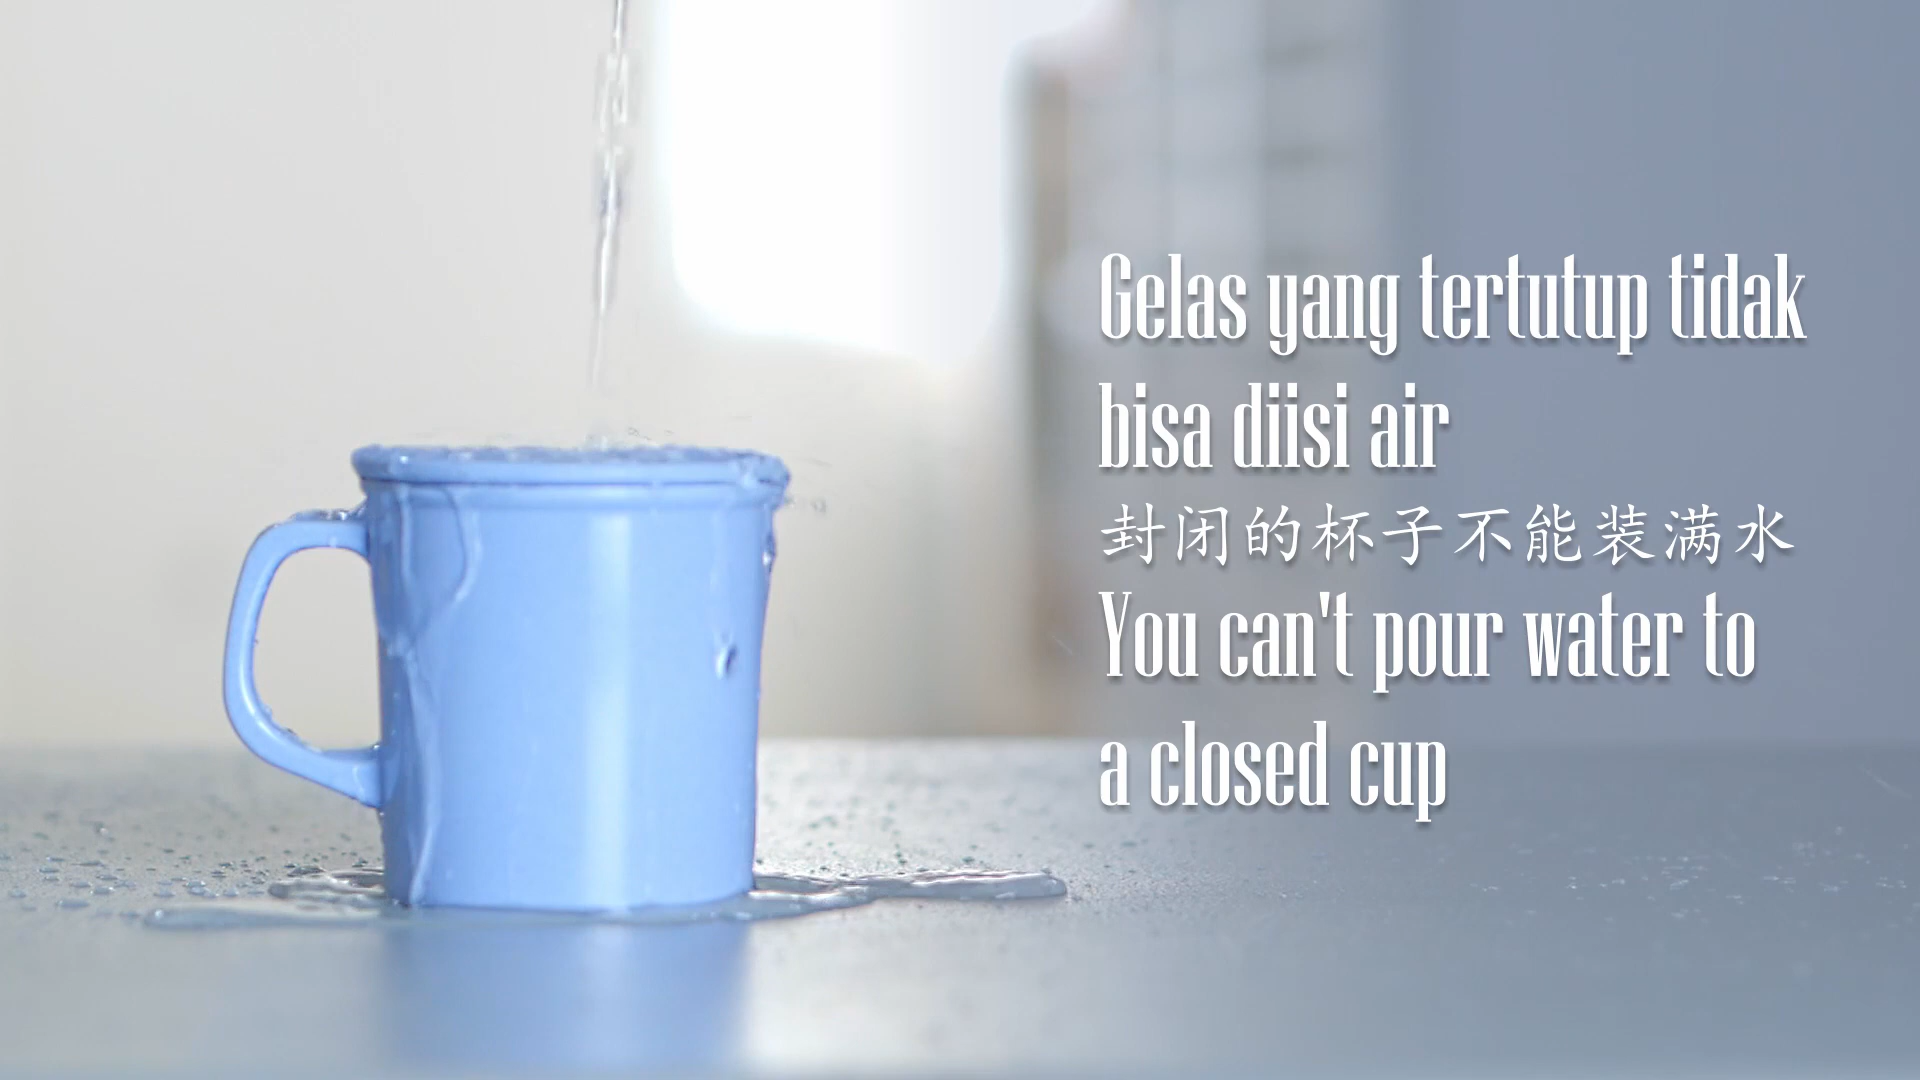 Gelas yang tertutup tidak
bisa diisi air
封闭的杯子不能装满水
You can't pour water to
a closed cup